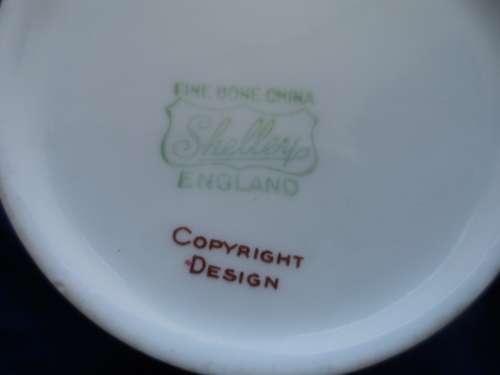 FINE BONE CHINA
Shelley
ENGLAND
COPYRIGHT
DESIGN